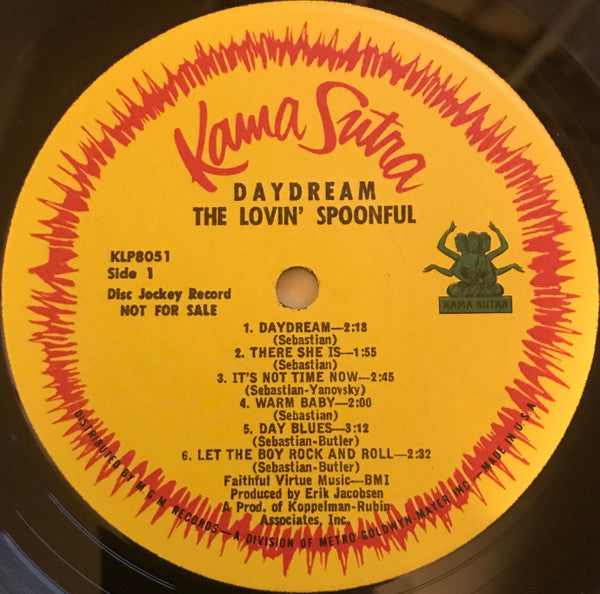 Kama Sutra
DAYDREAM
THE LOVIN' SPOONFUL
KLP8051
Side 1
Disc Jockey Record
NOT FOR SALE
KAMA SUTRA
1. DAYDREAM—2:18
(Sebastian)
2. THERE SHE IS—1:55
(Sebastian)
3. IT'S NOT TIME NOW—2:45
(Sebastian-Yanovsky)
4. WARM BABY—2:00
(Sebastian)
5. DAY BLUES—3:12
(Sebastian-Butler)
6. LET THE BOY ROCK AND ROLL—2:32
(Sebastian-Butler)
Faithful Virtue Music—BMI
Produced by Erik Jacobsen
A Prod. of Koppelman-Rubin
Associates, Inc.
DISTRIBUTED BY M.G.M. RECORDS—A DIVISION OF METRO-GOLDWYN-MAYER INC.—MADE IN U.S.A.